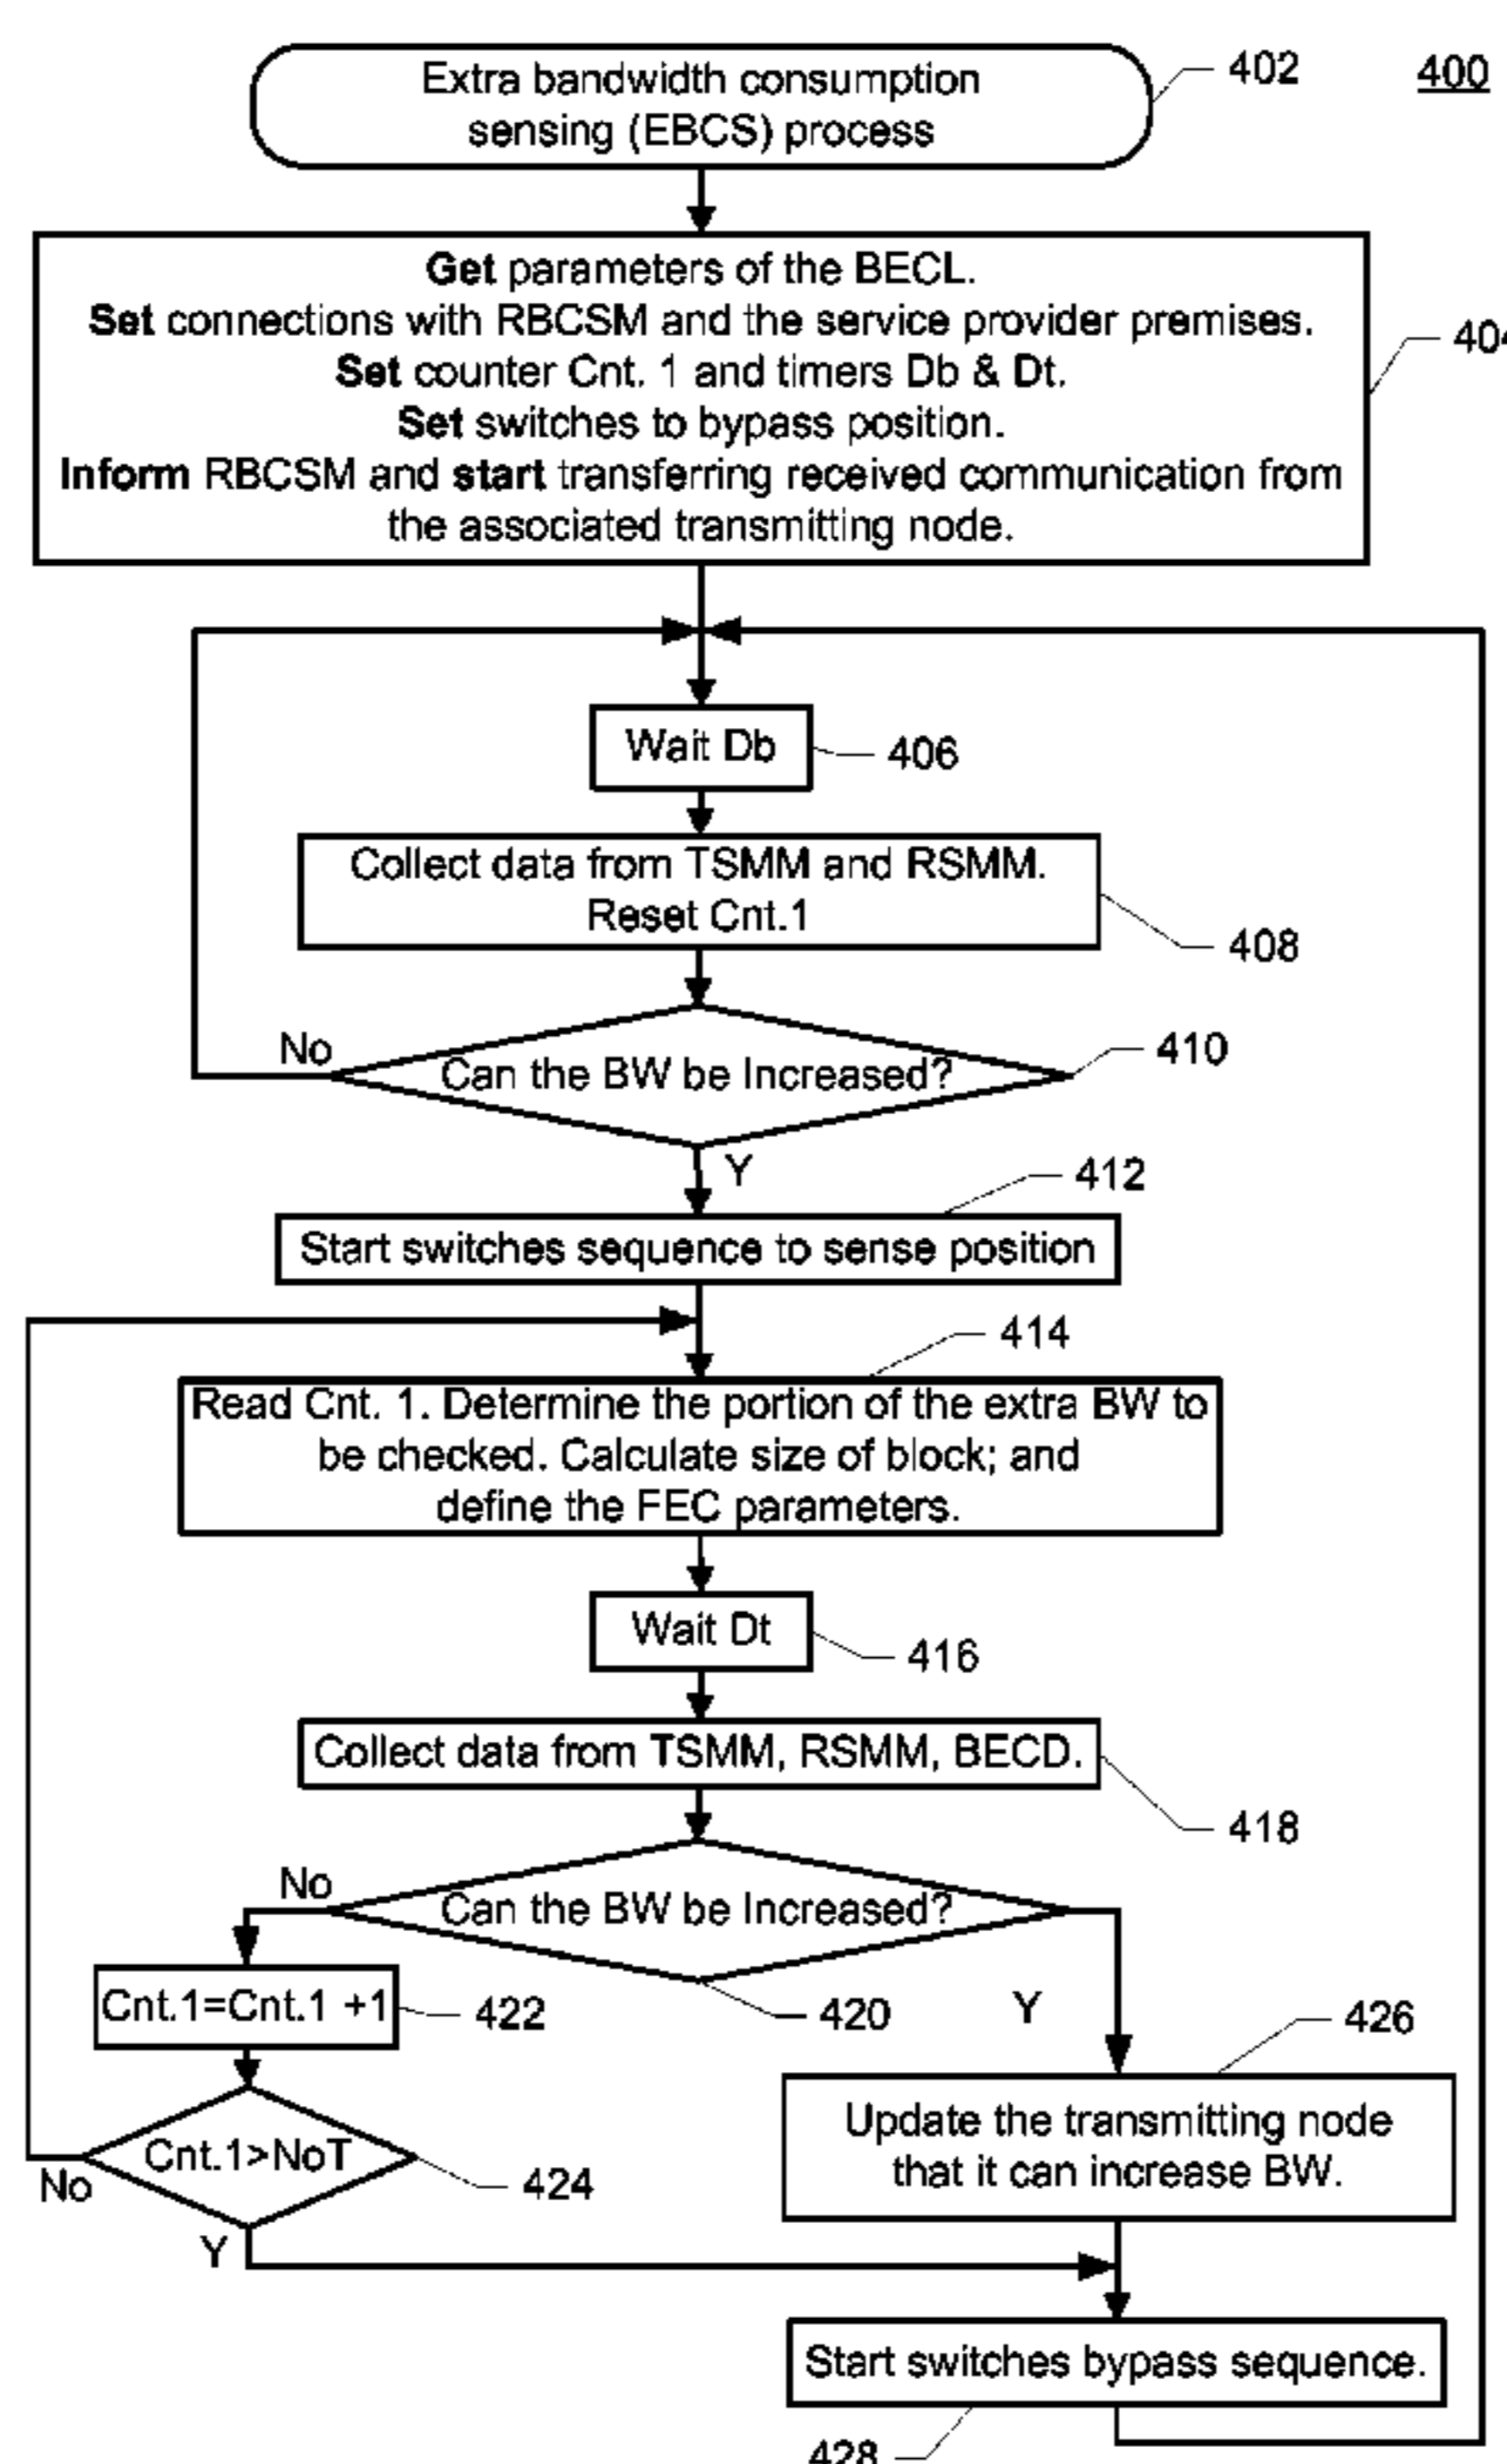 Extra bandwidth consumption
sensing (EBCS) process
402
400
Get parameters of the BECL.
Set connections with RBCSM and the service provider premises.
Set counter Cnt. 1 and timers Db & Dt.
Set switches to bypass position.
Inform RBCSM and start transferring received communication from
the associated transmitting node.
404
Wait Db
406
Collect data from TSMM and RSMM.
Reset Cnt.1
408
No
Can the BW be Increased?
410
Y
412
Start switches sequence to sense position
414
Read Cnt. 1. Determine the portion of the extra BW to
be checked. Calculate size of block; and
define the FEC parameters.
Wait Dt
416
Collect data from TSMM, RSMM, BECD.
418
No
Can the BW be Increased?
420
Y
Cnt.1=Cnt.1 +1
422
426
Update the transmitting node
that it can increase BW.
Cnt.1>NoT
424
No
Y
Start switches bypass sequence.
428